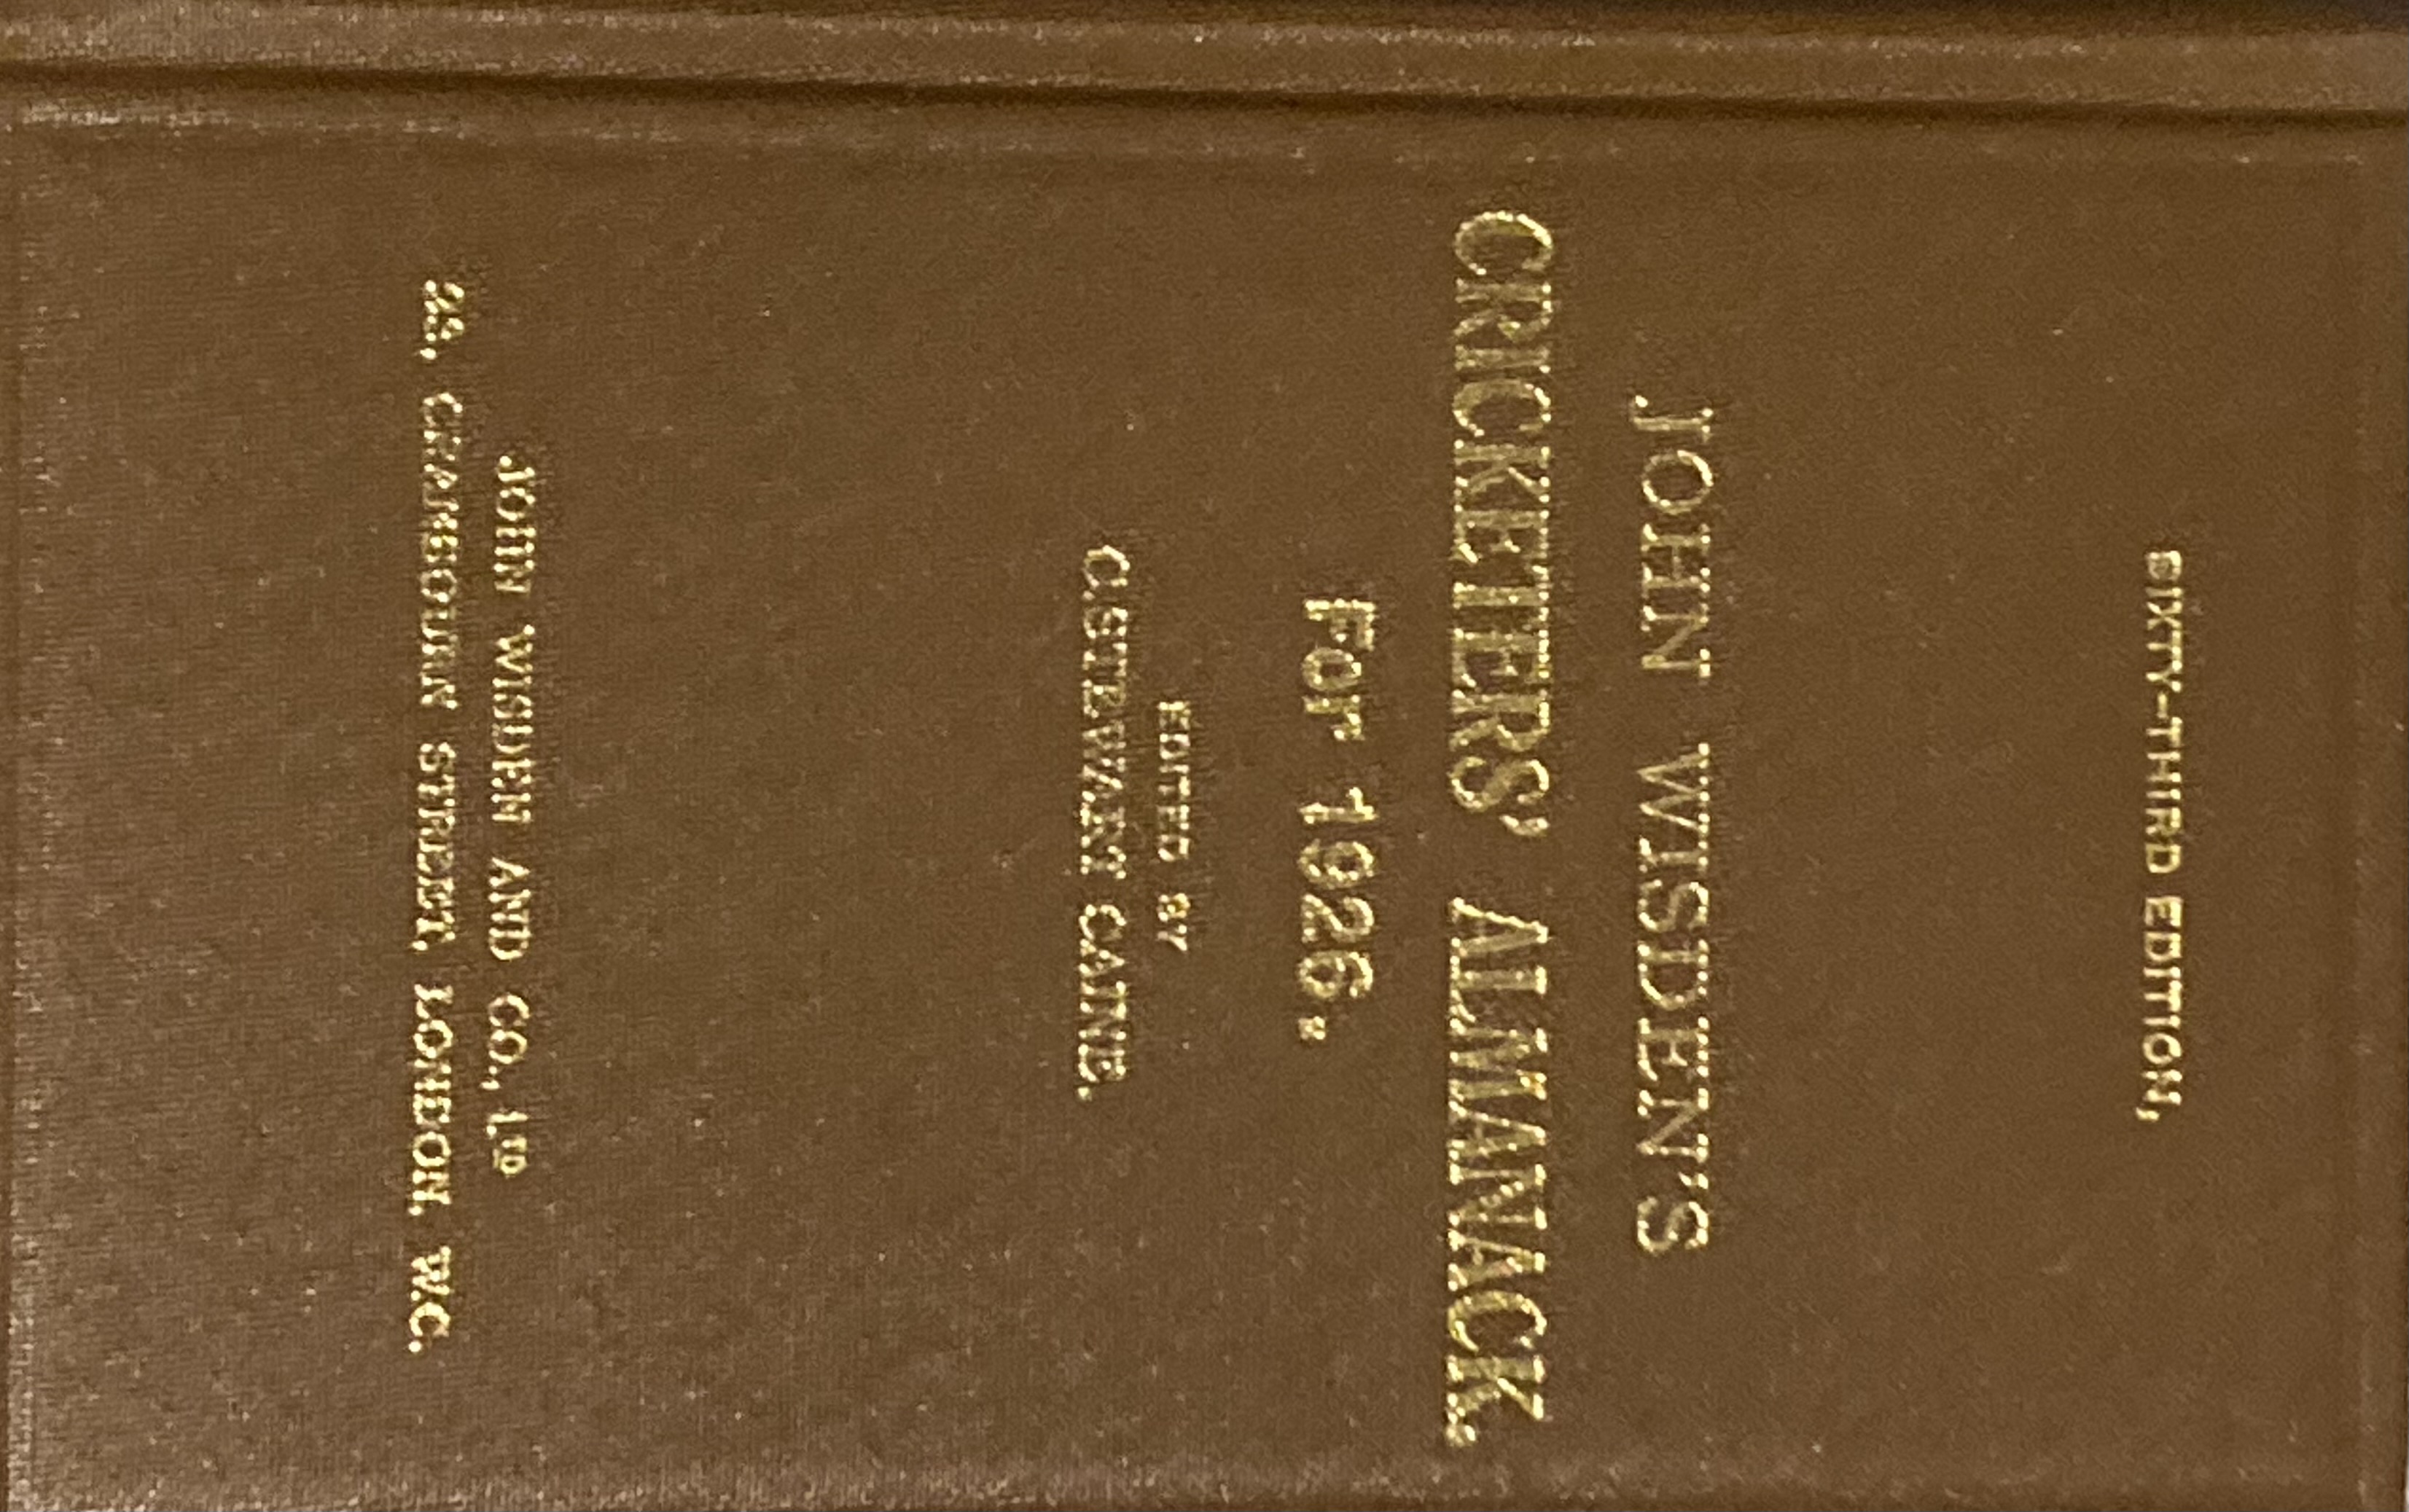 SIXTY-THIRD EDITION,
JOHN WISDEN'S
CRICKETERS' ALMANACK.
For 1926.
EDITED BY
C. STEWART CAINE.
JOHN WISDEN AND CO., LTD
CRANBOURN STREET, LONDON, W.C.